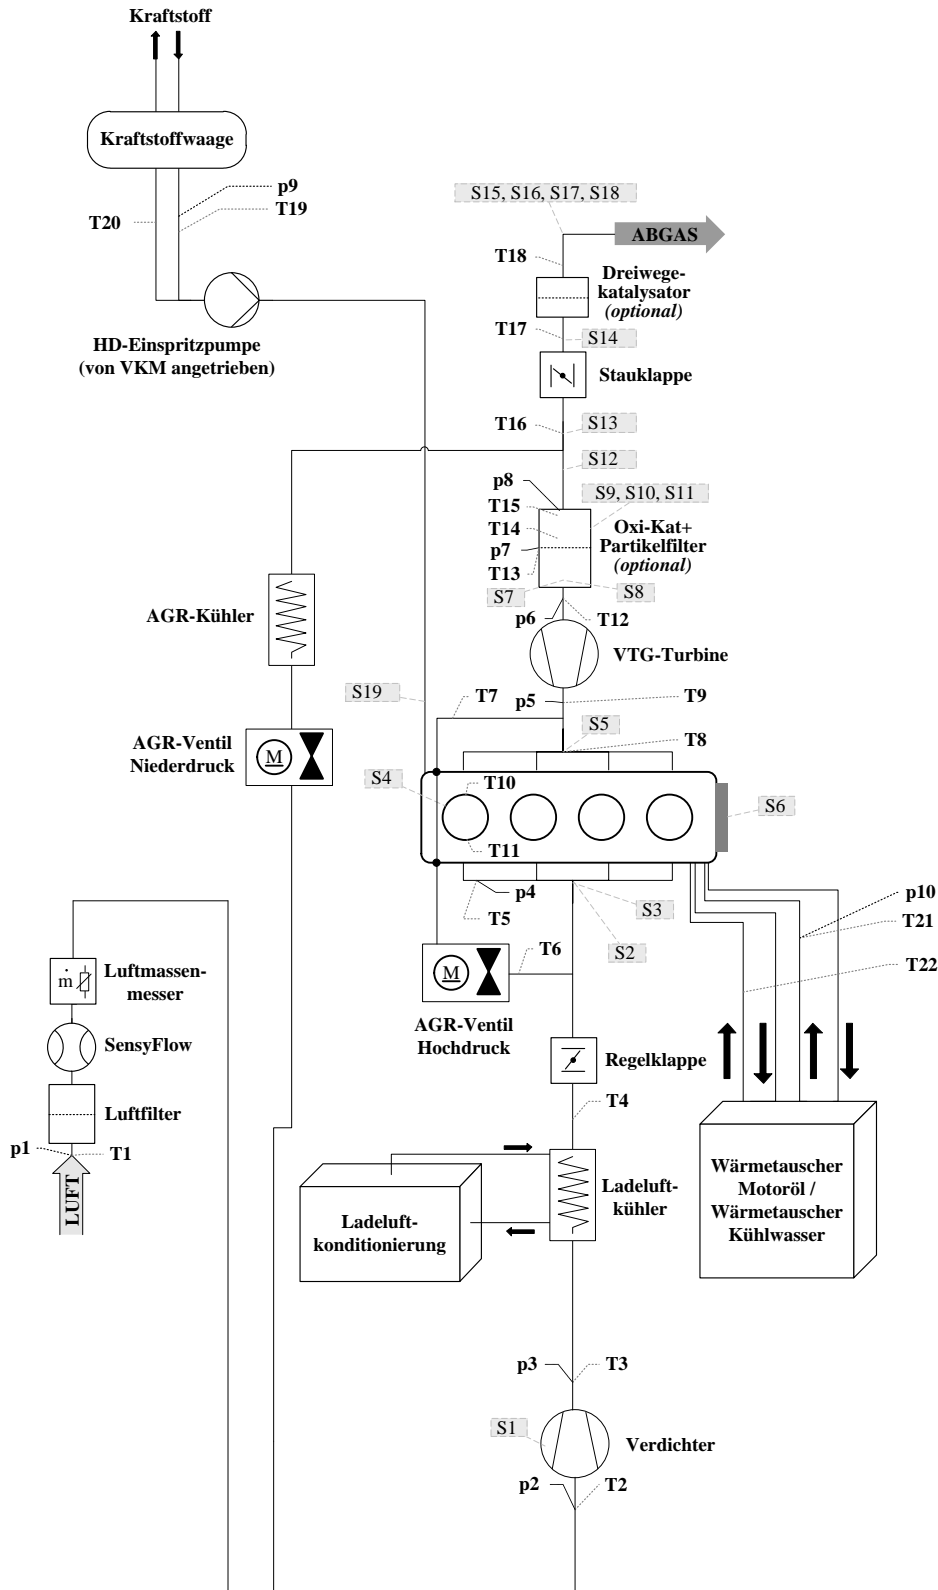 Kraftstoff
Kraftstoffwaage
p9
T20
T19
S15, S16, S17, S18
ABGAS
T18
Dreiwege-
katalysator
(optional)
T17
S14
HD-Einspritzpumpe
(von VKM angetrieben)
Stauklappe
T16
S13
S12
p8
S9, S10, S11
T15
T14
Oxi-Kat+
Partikelfilter
(optional)
p7
T13
S7
S8
AGR-Kühler
p6
T12
VTG-Turbine
S19
T7
p5
T9
S5
T8
AGR-Ventil
Niederdruck
M
S4
T10
S6
T11
p4
T5
S3
S2
p10
T21
T22
T6
M
AGR-Ventil
Hochdruck
Luftmassen-
messer
ṁ
SensyFlow
Regelklappe
Luftfilter
T4
p1
T1
LUFT
Ladeluft-
kühler
Ladeluft-
konditionierung
Wärmetauscher
Motoröl /
Wärmetauscher
Kühlwasser
p3
T3
S1
Verdichter
p2
T2